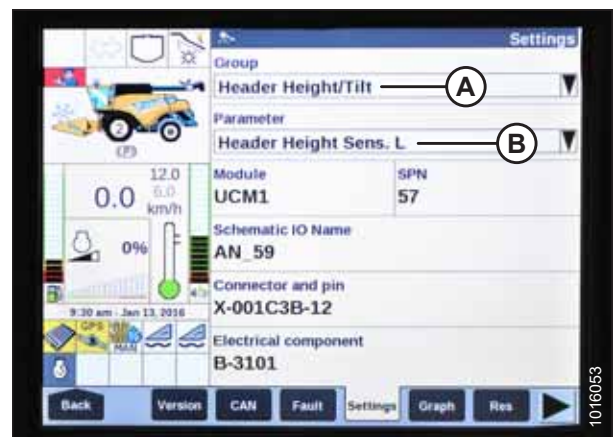 Settings
Group
Header Height/Tilt
A
Parameter
Header Height Sens. L
B
Module
UCM1
SPN
57
Schematic IO Name
AN_59
Connector and pin
X-001C3B-12
Electrical component
B-3101
2
(F)
12.0
0.0
6.0
km/h
0%
9:30 am - Jan 13, 2016
GPS
MAN
Back
Version
CAN
Fault
Settings
Graph
Res
1016053